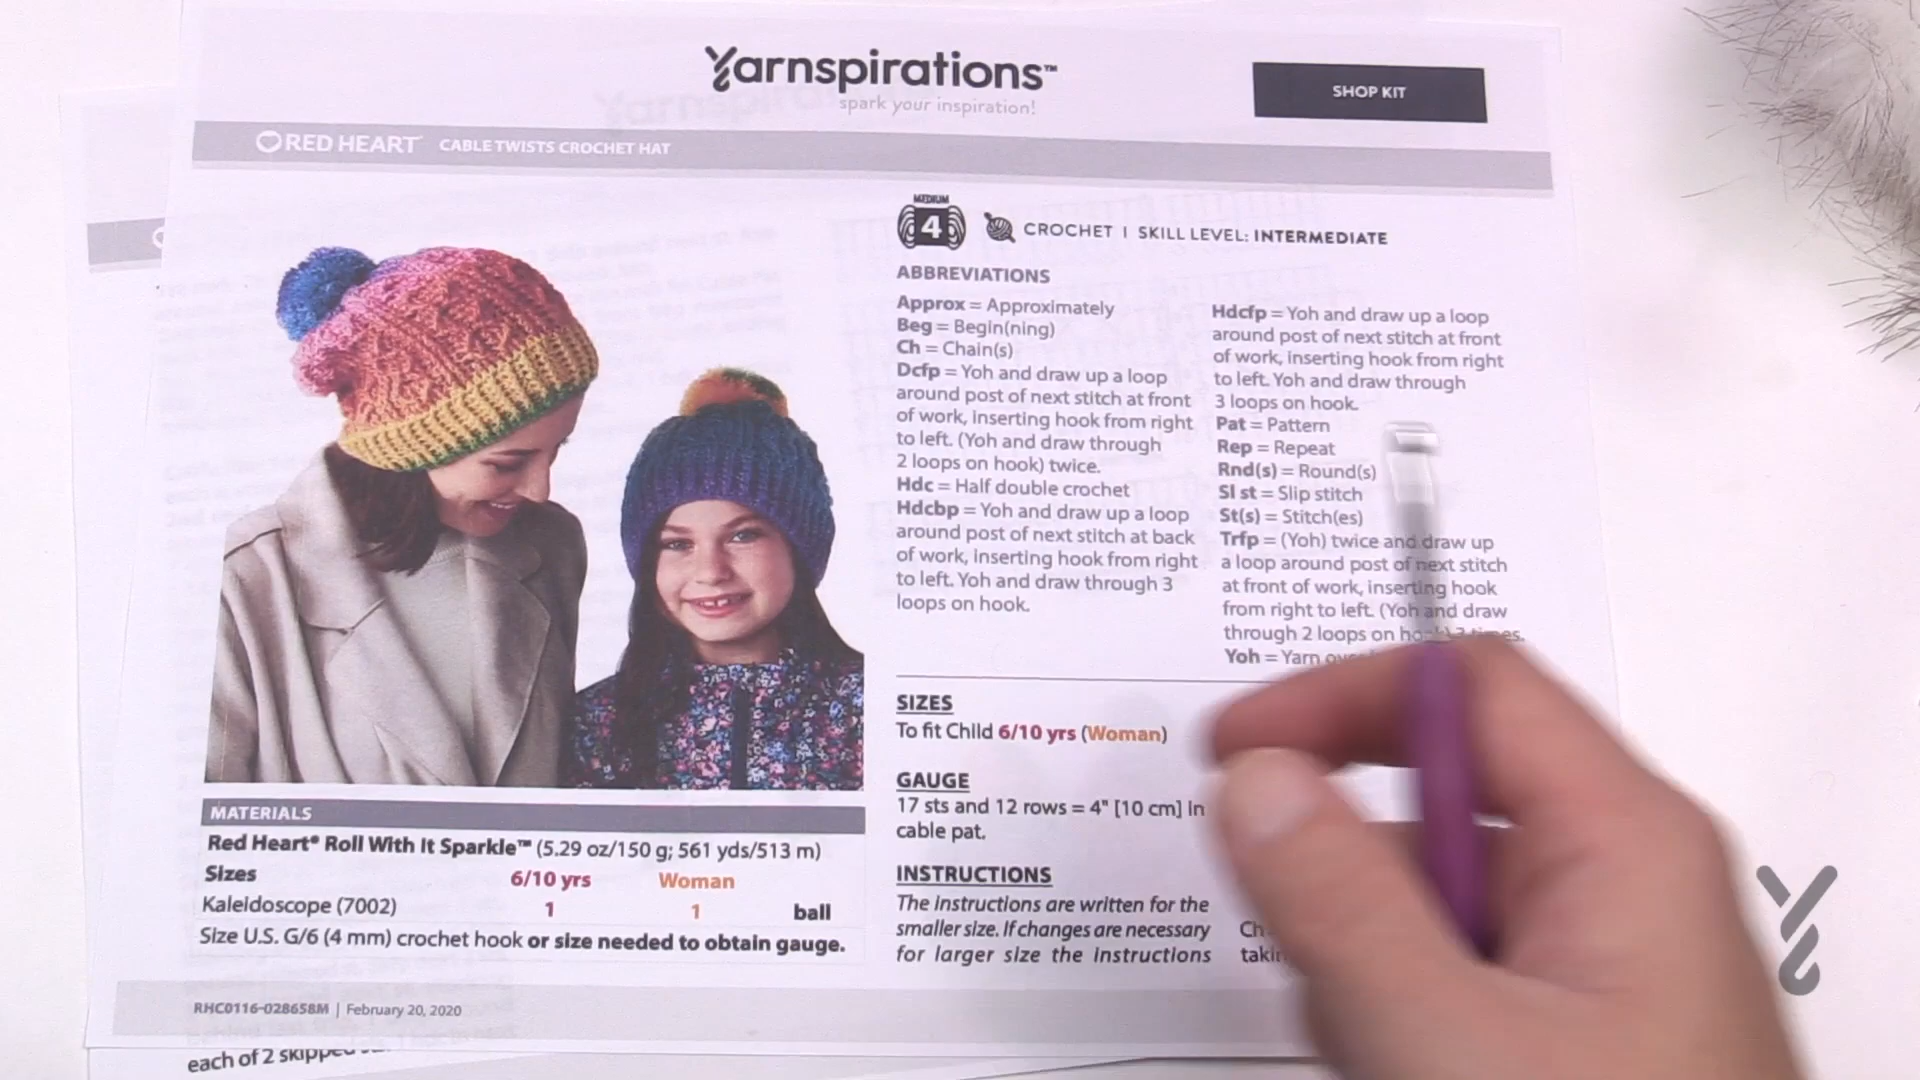 Yarnspirations™
spark your inspiration!
SHOP KIT
RED HEART® CABLE TWISTS CROCHET HAT
MEDIUM
4
CROCHET | SKILL LEVEL: INTERMEDIATE
ABBREVIATIONS
Approx = Approximately
Beg = Begin(ning)
Ch = Chain(s)
Dcfp = Yoh and draw up a loop
around post of next stitch at front
of work, inserting hook from right
to left. (Yoh and draw through
2 loops on hook) twice.
Hdc = Half double crochet
Hdcbp = Yoh and draw up a loop
around post of next stitch at back
of work, inserting hook from right
to left. Yoh and draw through 3
loops on hook.
Hdcfp = Yoh and draw up a loop
around post of next stitch at front
of work, inserting hook from right
to left. Yoh and draw through
3 loops on hook.
Pat = Pattern
Rep = Repeat
Rnd(s) = Round(s)
Sl st = Slip stitch
St(s) = Stitch(es)
Trfp = (Yoh) twice and draw up
a loop around post of next stitch
at front of work, inserting hook
from right to left. (Yoh and draw
through 2 loops on hook) 3 times.
Yoh = Yarn
SIZES
To fit Child 6/10 yrs (Woman)
GAUGE
17 sts and 12 rows = 4" [10 cm] in
cable pat.
INSTRUCTIONS
The instructions are written for the
smaller size. If changes are necessary
for larger size the instructions
Ch
MATERIALS
Red Heart® Roll With It Sparkle™ (5.29 oz/150 g; 561 yds/513 m)
Sizes 6/10 yrs Woman
Kaleidoscope (7002) 1 1 ball
Size U.S. G/6 (4 mm) crochet hook or size needed to obtain gauge.
RHC0116-028658M | February 20, 2020
each of 2 skipped